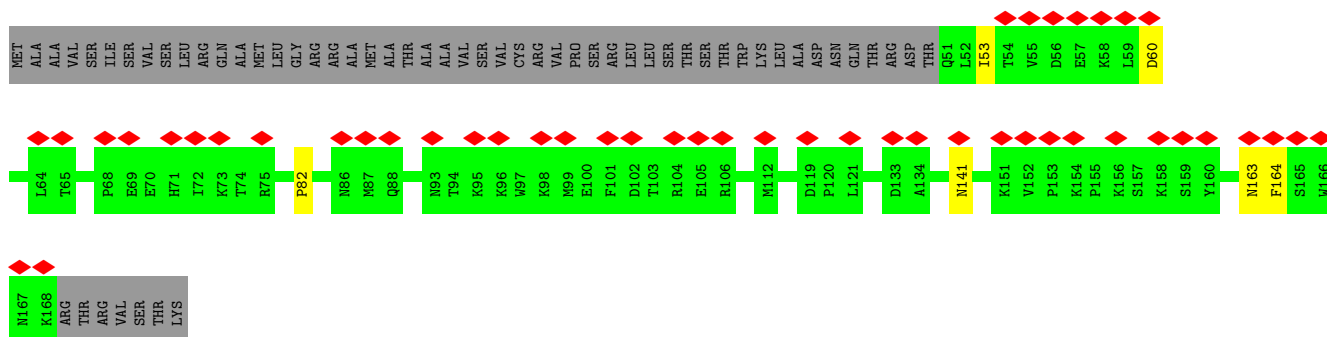 MET ALA ALA VAL SER ILE SER VAL SER LEU ARG GLN ALA MET LEU GLY ARG ARG ALA MET ALA THR ALA ALA VAL SER VAL CYS ARG VAL PRO SER ARG LEU LEU SER THR SER THR TRP LYS LEU ALA ASP ASN GLN THR ARG ASP THR Q51 L52 I53 T54 V55 D56 E57 K58 L59 D60
L64 T65 P68 E69 E70 H71 I72 K73 T74 R75 P82 N86 M87 Q88 N93 T94 K95 K96 W97 K98 M99 E100 F101 D102 T103 R104 E105 R106 M112 D119 P120 L121 D133 A134 N141 K151 V152 P153 K154 P155 K156 S157 K158 S159 Y160 N163 F164 S165 W166
N167 K168 ARG THR ARG VAL SER THR LYS